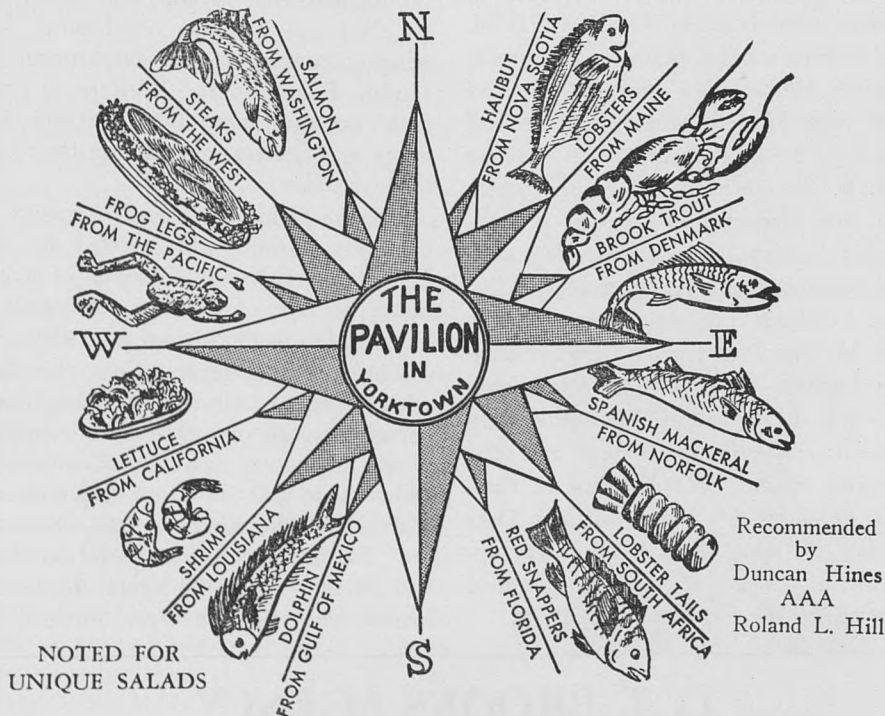 N
HALIBUT
FROM NOVA SCOTIA
LOBSTERS
FROM MAINE
BROOK TROUT
FROM DENMARK
E
SPANISH MACKERAL
FROM NORFOLK
LOBSTER TAILS
FROM SOUTH AFRICA
RED SNAPPERS
FROM FLORIDA
S
DOLPHIN
FROM GULF OF MEXICO
SHRIMP
FROM LOUISIANA
LETTUCE
FROM CALIFORNIA
W
FROG LEGS
FROM THE PACIFIC
STEAKS
FROM THE WEST
SALMON
FROM WASHINGTON
THE
PAVILION
IN
YORKTOWN
Recommended
by
Duncan Hines
AAA
Roland L. Hill
NOTED FOR
UNIQUE SALADS